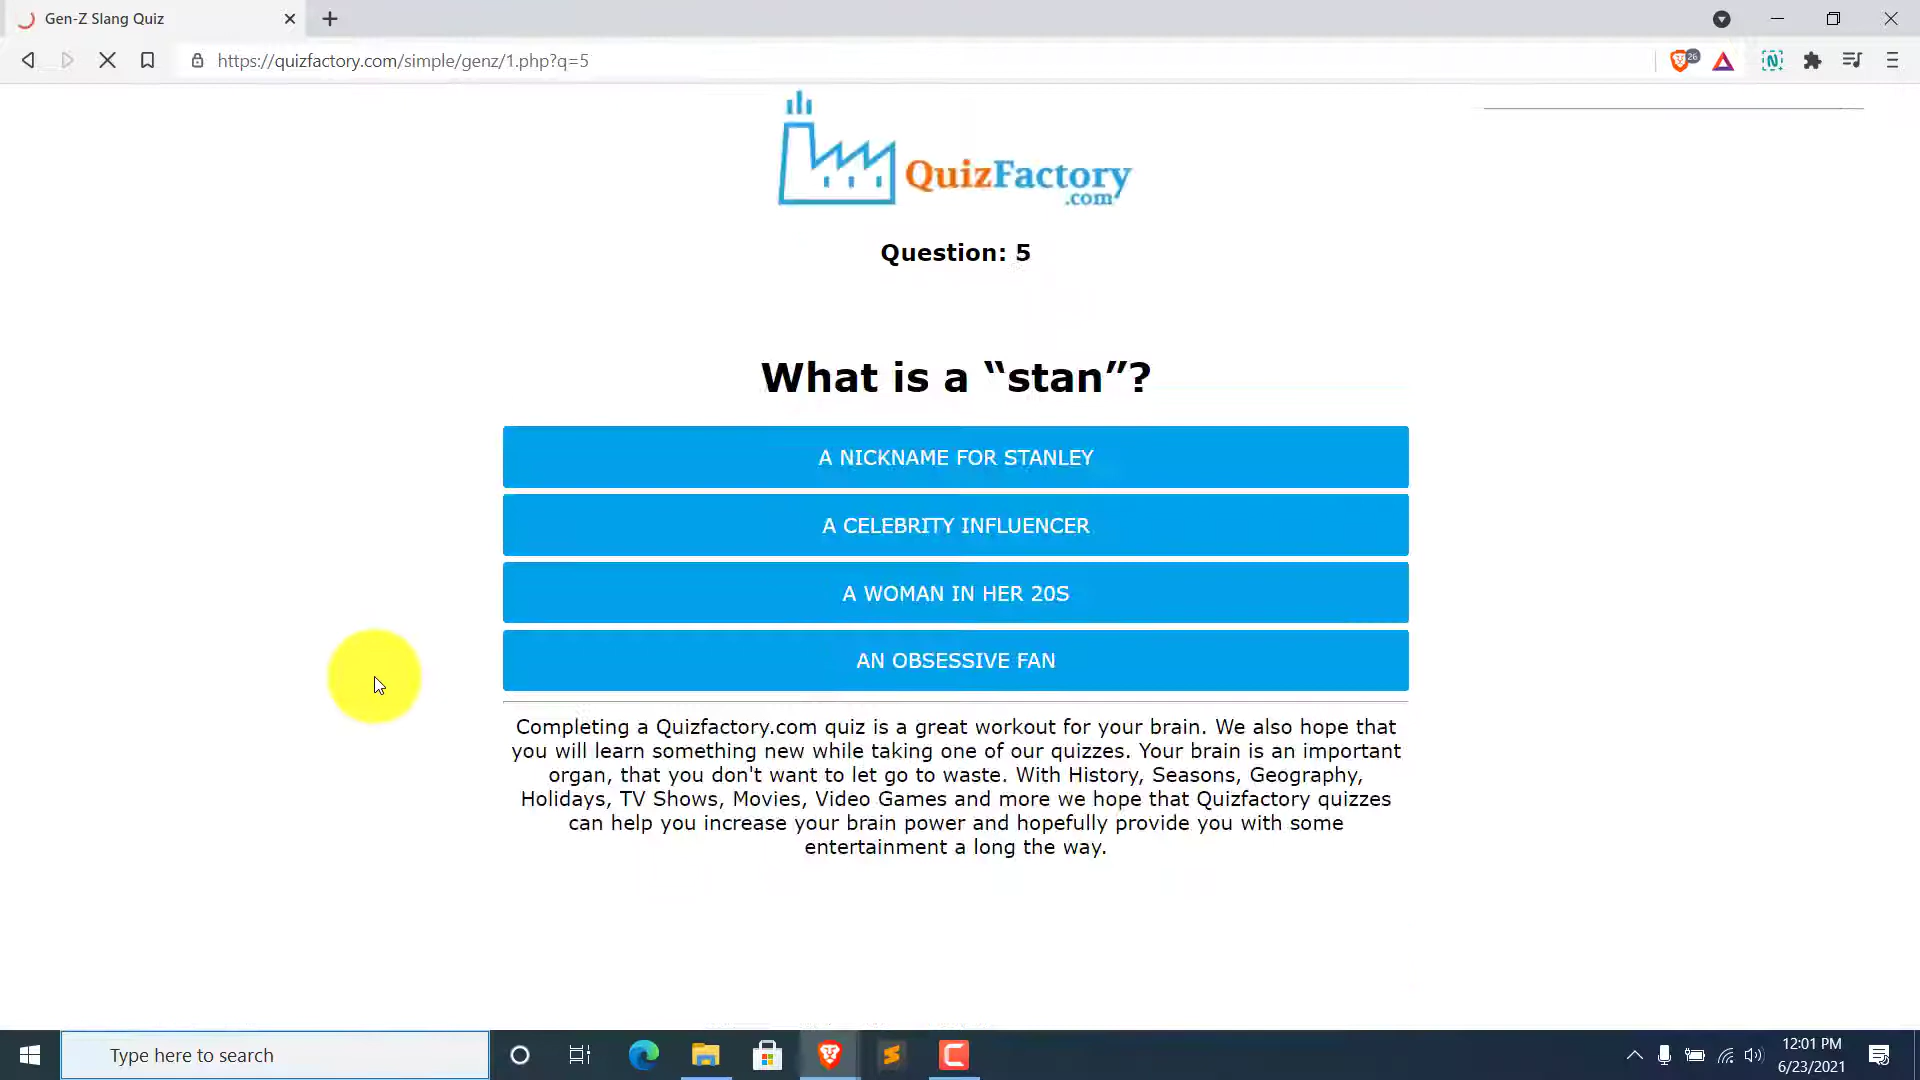 Gen-Z Slang Quiz
https://quizfactory.com/simple/genz/1.php?q=5
26
N
QuizFactory
.com
Question: 5
What is a “stan”?
A NICKNAME FOR STANLEY
A CELEBRITY INFLUENCER
A WOMAN IN HER 20S
AN OBSESSIVE FAN
Completing a Quizfactory.com quiz is a great workout for your brain. We also hope that
you will learn something new while taking one of our quizzes. Your brain is an important
organ, that you don't want to let go to waste. With History, Seasons, Geography,
Holidays, TV Shows, Movies, Video Games and more we hope that Quizfactory quizzes
can help you increase your brain power and hopefully provide you with some
entertainment a long the way.
Type here to search
12:01 PM
6/23/2021